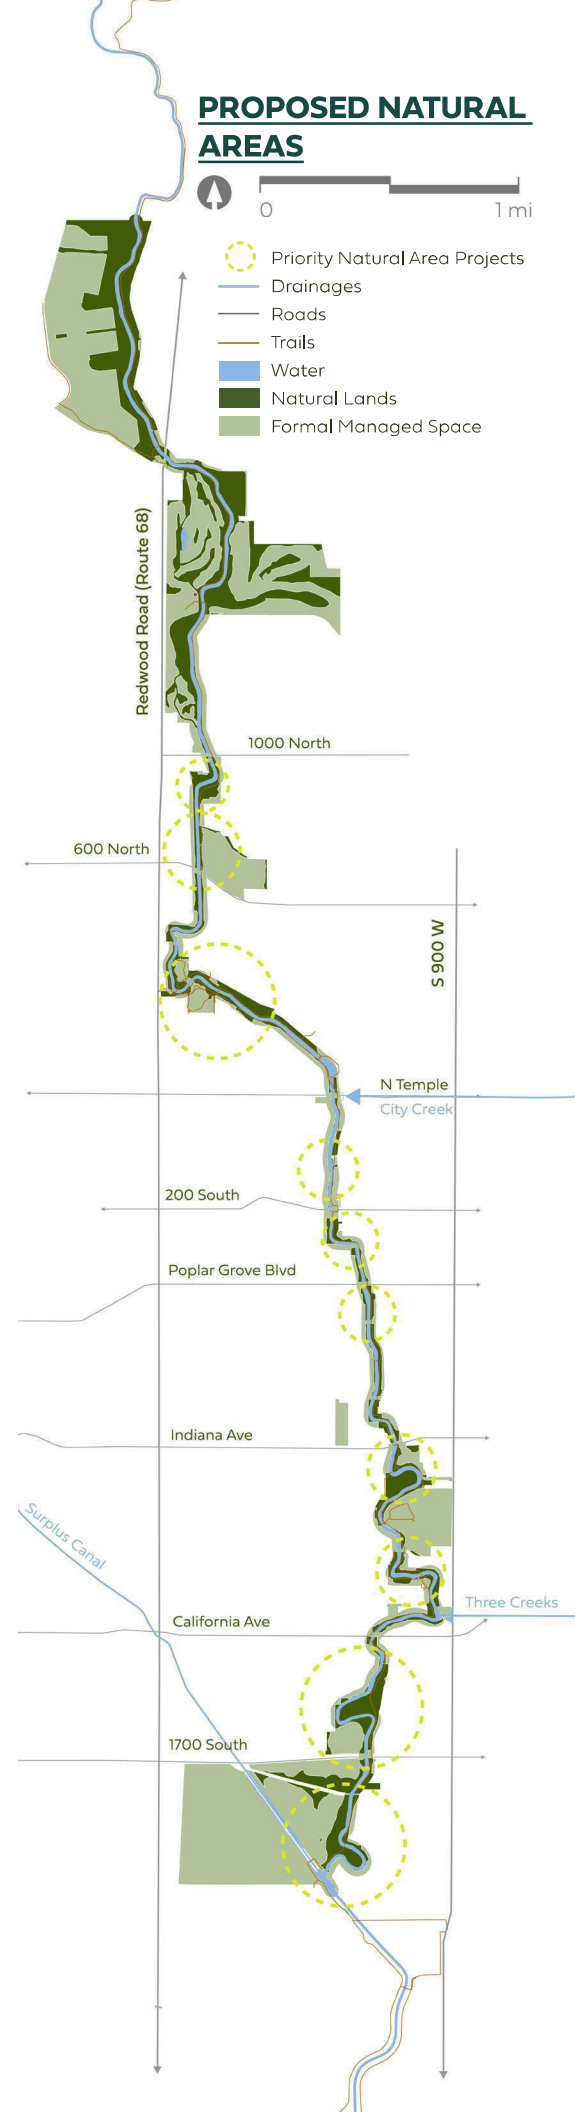 PROPOSED NATURAL
AREAS
0 1 mi
Priority Natural Area Projects
Drainages
Roads
Trails
Water
Natural Lands
Formal Managed Space
Redwood Road (Route 68)
1000 North
600 North
S 900 W
N Temple
City Creek
200 South
Poplar Grove Blvd
Indiana Ave
Surplus Canal
Three Creeks
California Ave
1700 South